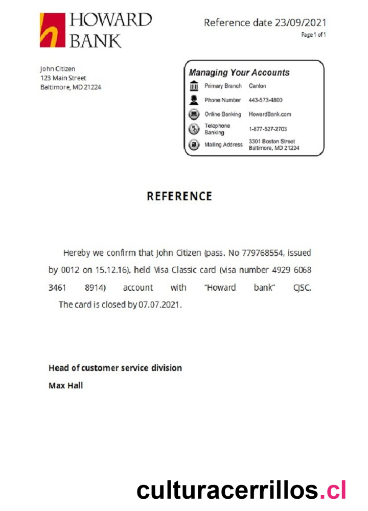 HOWARD
BANK
Reference date 23/09/2021
Page 1 of 1
John Citizen
123 Main Street
Baltimore, MD 21224
Managing Your Accounts
Primary Branch Canton
Phone Number 443-573-4800
Online Banking HowardBank.com
Telephone Banking 1-877-527-2703
Mailing Address 3301 Boston Street
Baltimore, MD 21224
REFERENCE
Hereby we confirm that John Citizen (pass. No 779768554, issued
by 0012 on 15.12.16), held Visa Classic card (visa number 4929 6068
3461 8914) account with "Howard bank" CJSC.
The card is closed by 07.07.2021.
Head of customer service division
Max Hall
culturacerrillos.cl